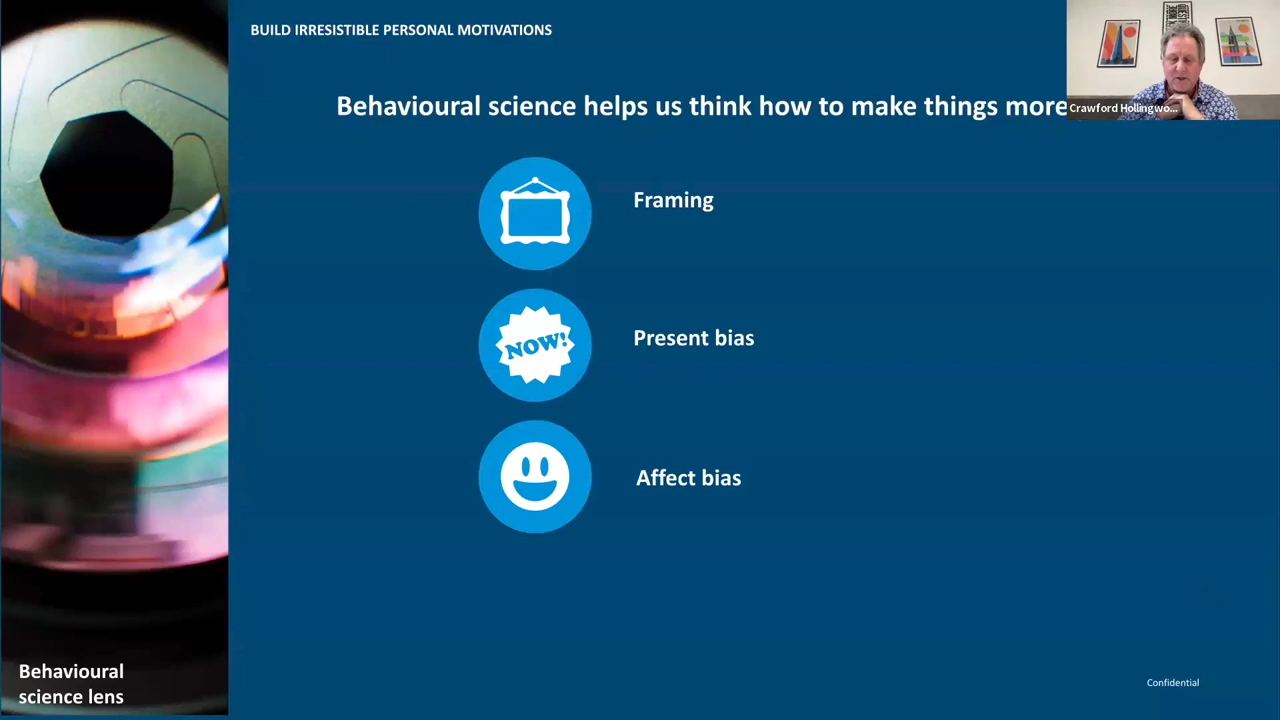 BUILD IRRESISTIBLE PERSONAL MOTIVATIONS
Behavioural science helps us think how to make things more
Crawford Hollingwo...
Framing
NOW!
Present bias
Affect bias
Behavioural
science lens
Confidential